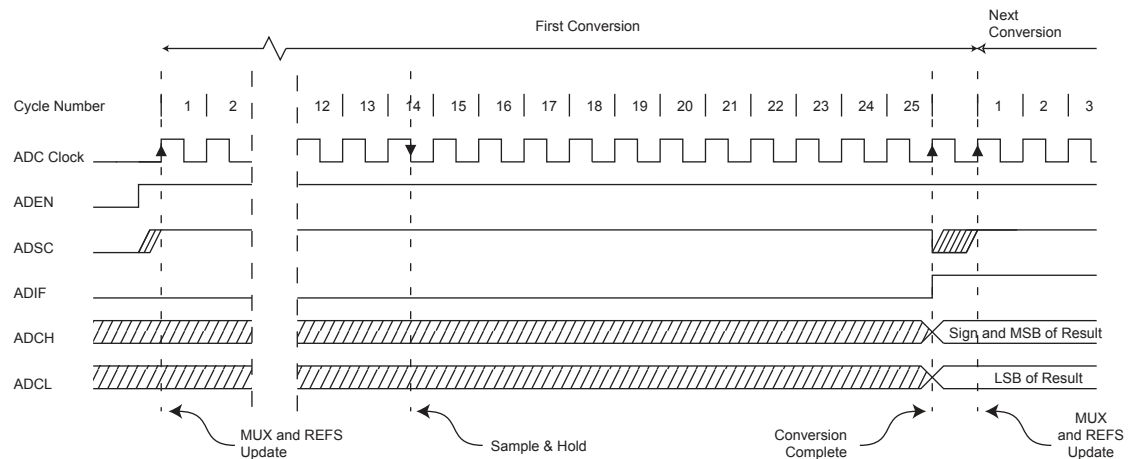 First Conversion
Next
Conversion
Cycle Number 1 2 12 13 14 15 16 17 18 19 20 21 22 23 24 25 1 2 3
ADC Clock
ADEN
ADSC
ADIF
ADCH Sign and MSB of Result
ADCL LSB of Result
MUX and REFS
Update
Sample & Hold
Conversion
Complete
MUX
and REFS
Update